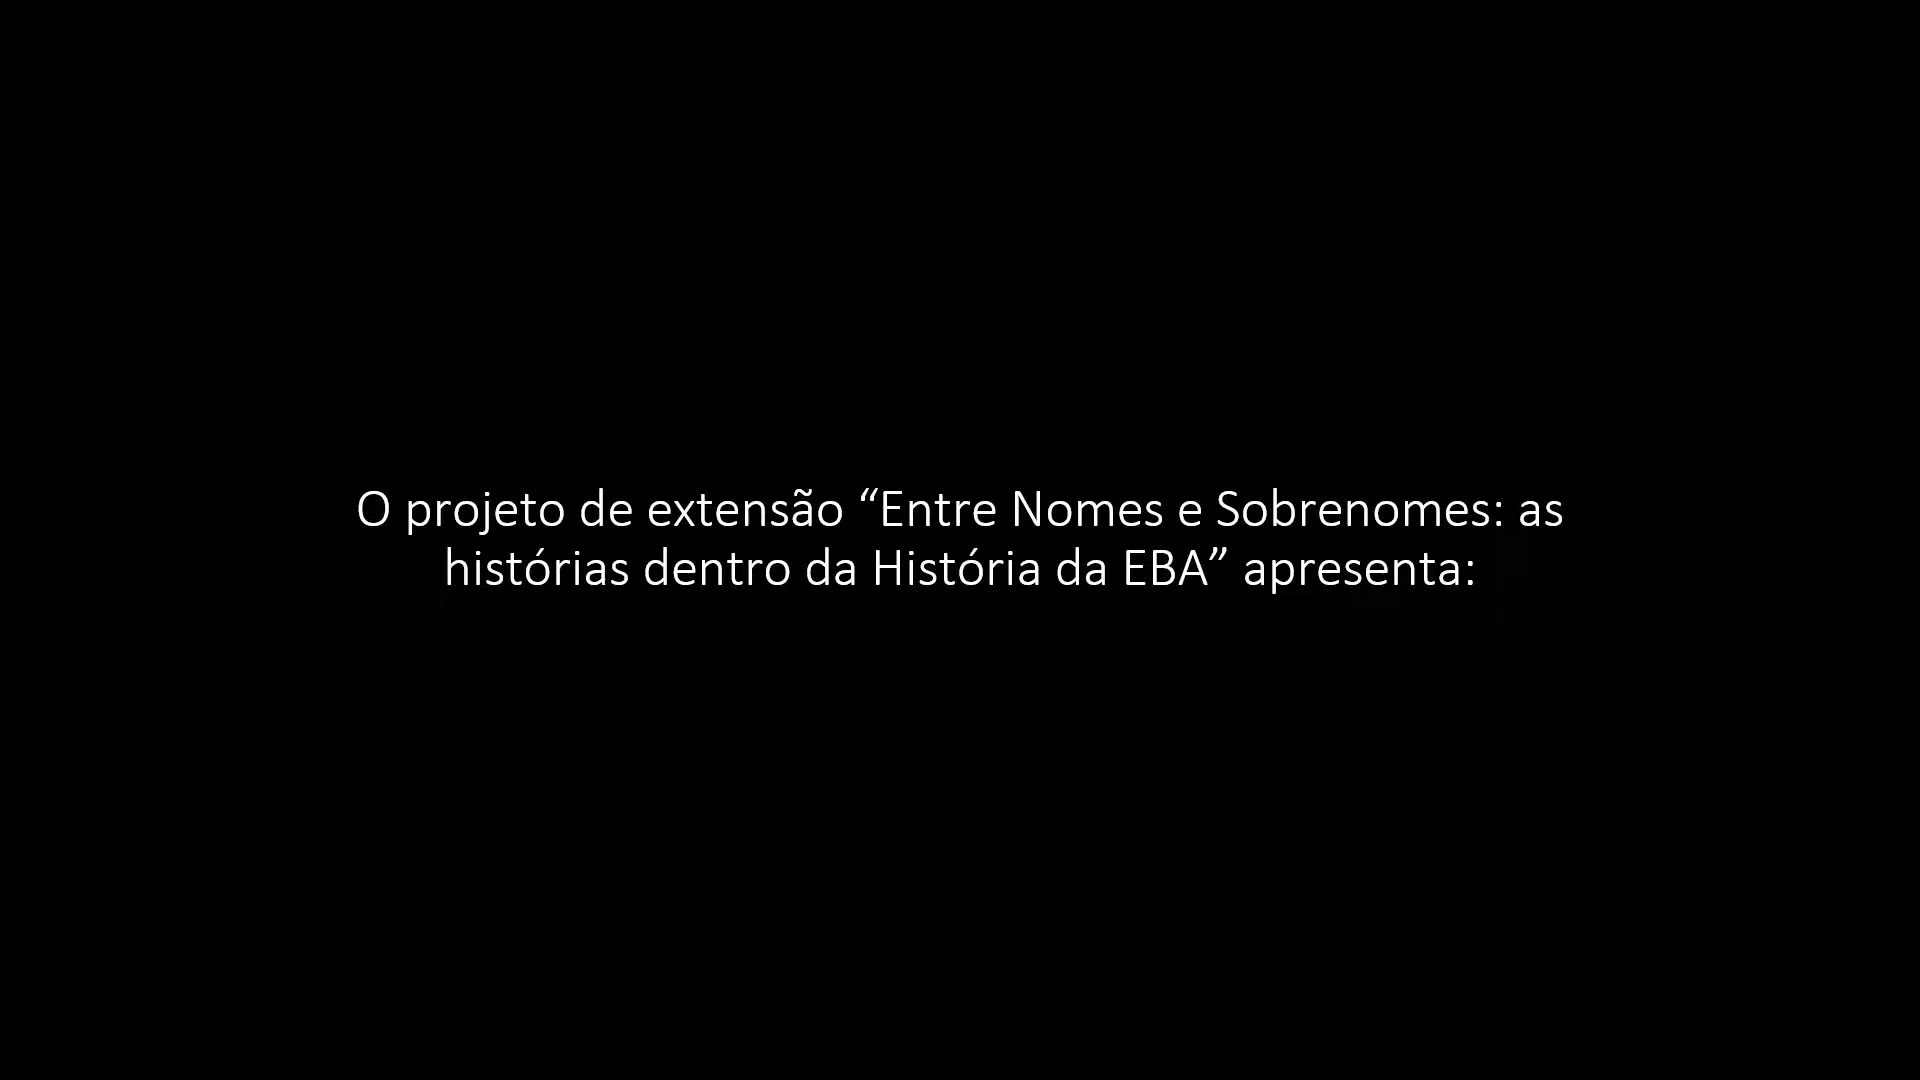 O projeto de extensão “Entre Nomes e Sobrenomes: as
histórias dentro da História da EBA” apresenta: